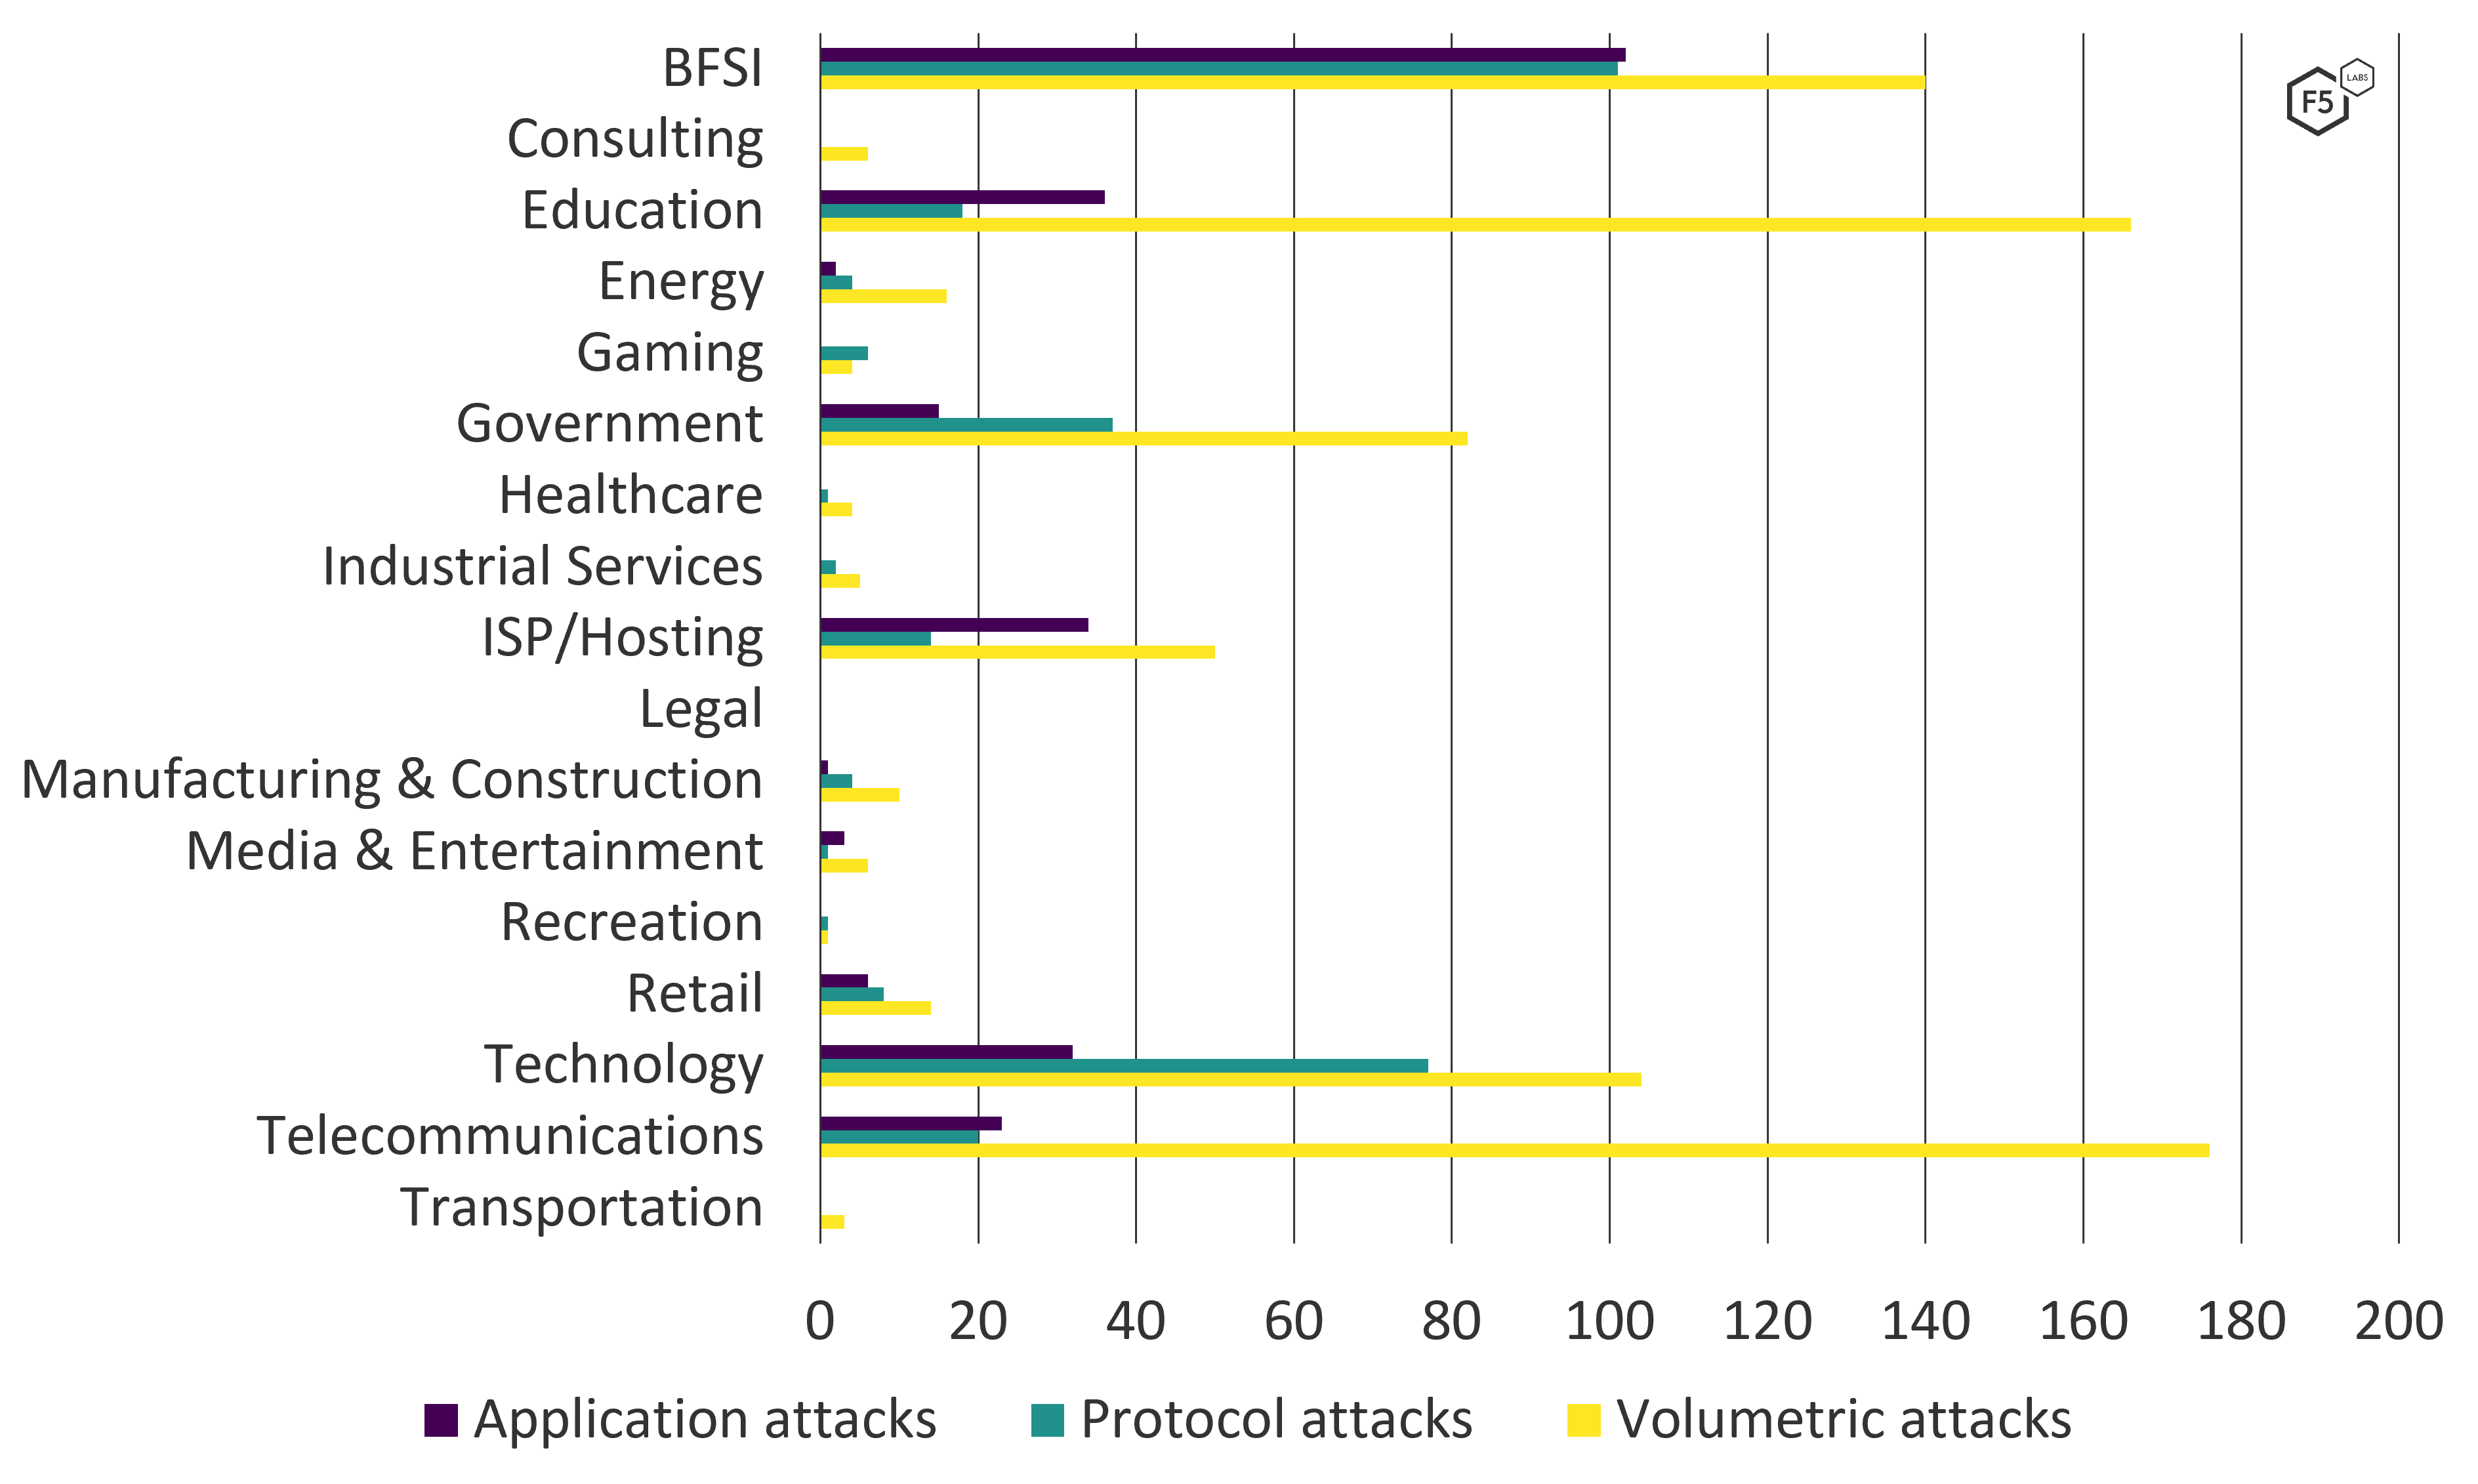 BFSI
Consulting
Education
Energy
Gaming
Government
Healthcare
Industrial Services
ISP/Hosting
Legal
Manufacturing & Construction
Media & Entertainment
Recreation
Retail
Technology
Telecommunications
Transportation
F5
LABS
0 20 40 60 80 100 120 140 160 180 200
Application attacks Protocol attacks Volumetric attacks